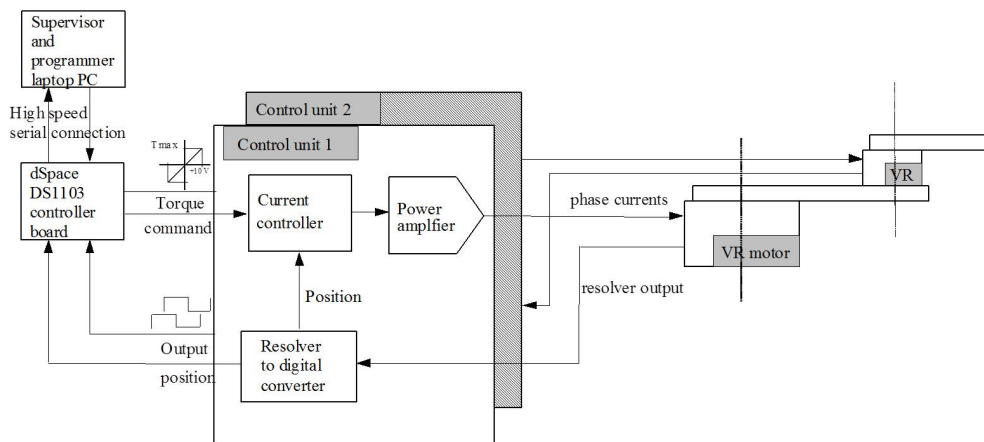 Supervisor
and
programmer
laptop PC
High speed
serial connection
dSpace
DS1103
controller
board
Tmax
+10V
Torque
command
Output
position
Control unit 2
Control unit 1
Current
controller
Power
amplfier
Position
Resolver
to digital
converter
phase currents
resolver output
VR motor
VR